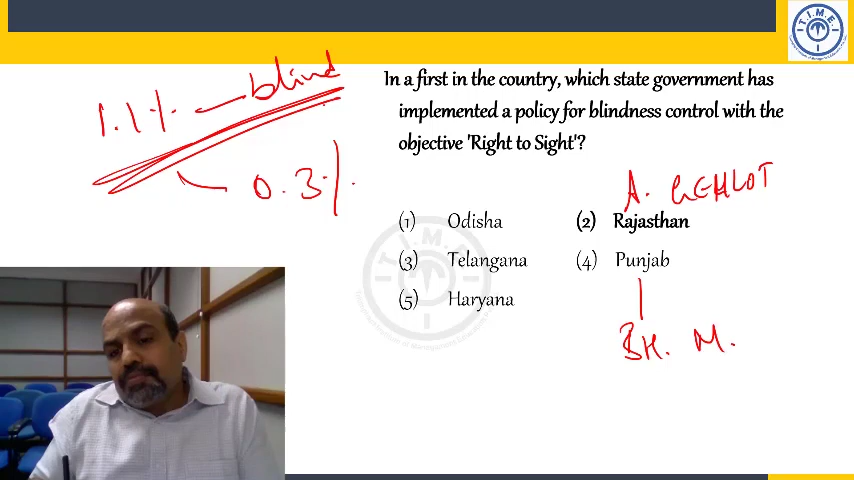 T.I.M.E.
In a first in the country, which state government has
implemented a policy for blindness control with the
objective 'Right to Sight'?
1.1% — blind
0.3%
A. GEHLOT
(1) Odisha (2) Rajasthan
(3) Telangana (4) Punjab
(5) Haryana
BH. M.